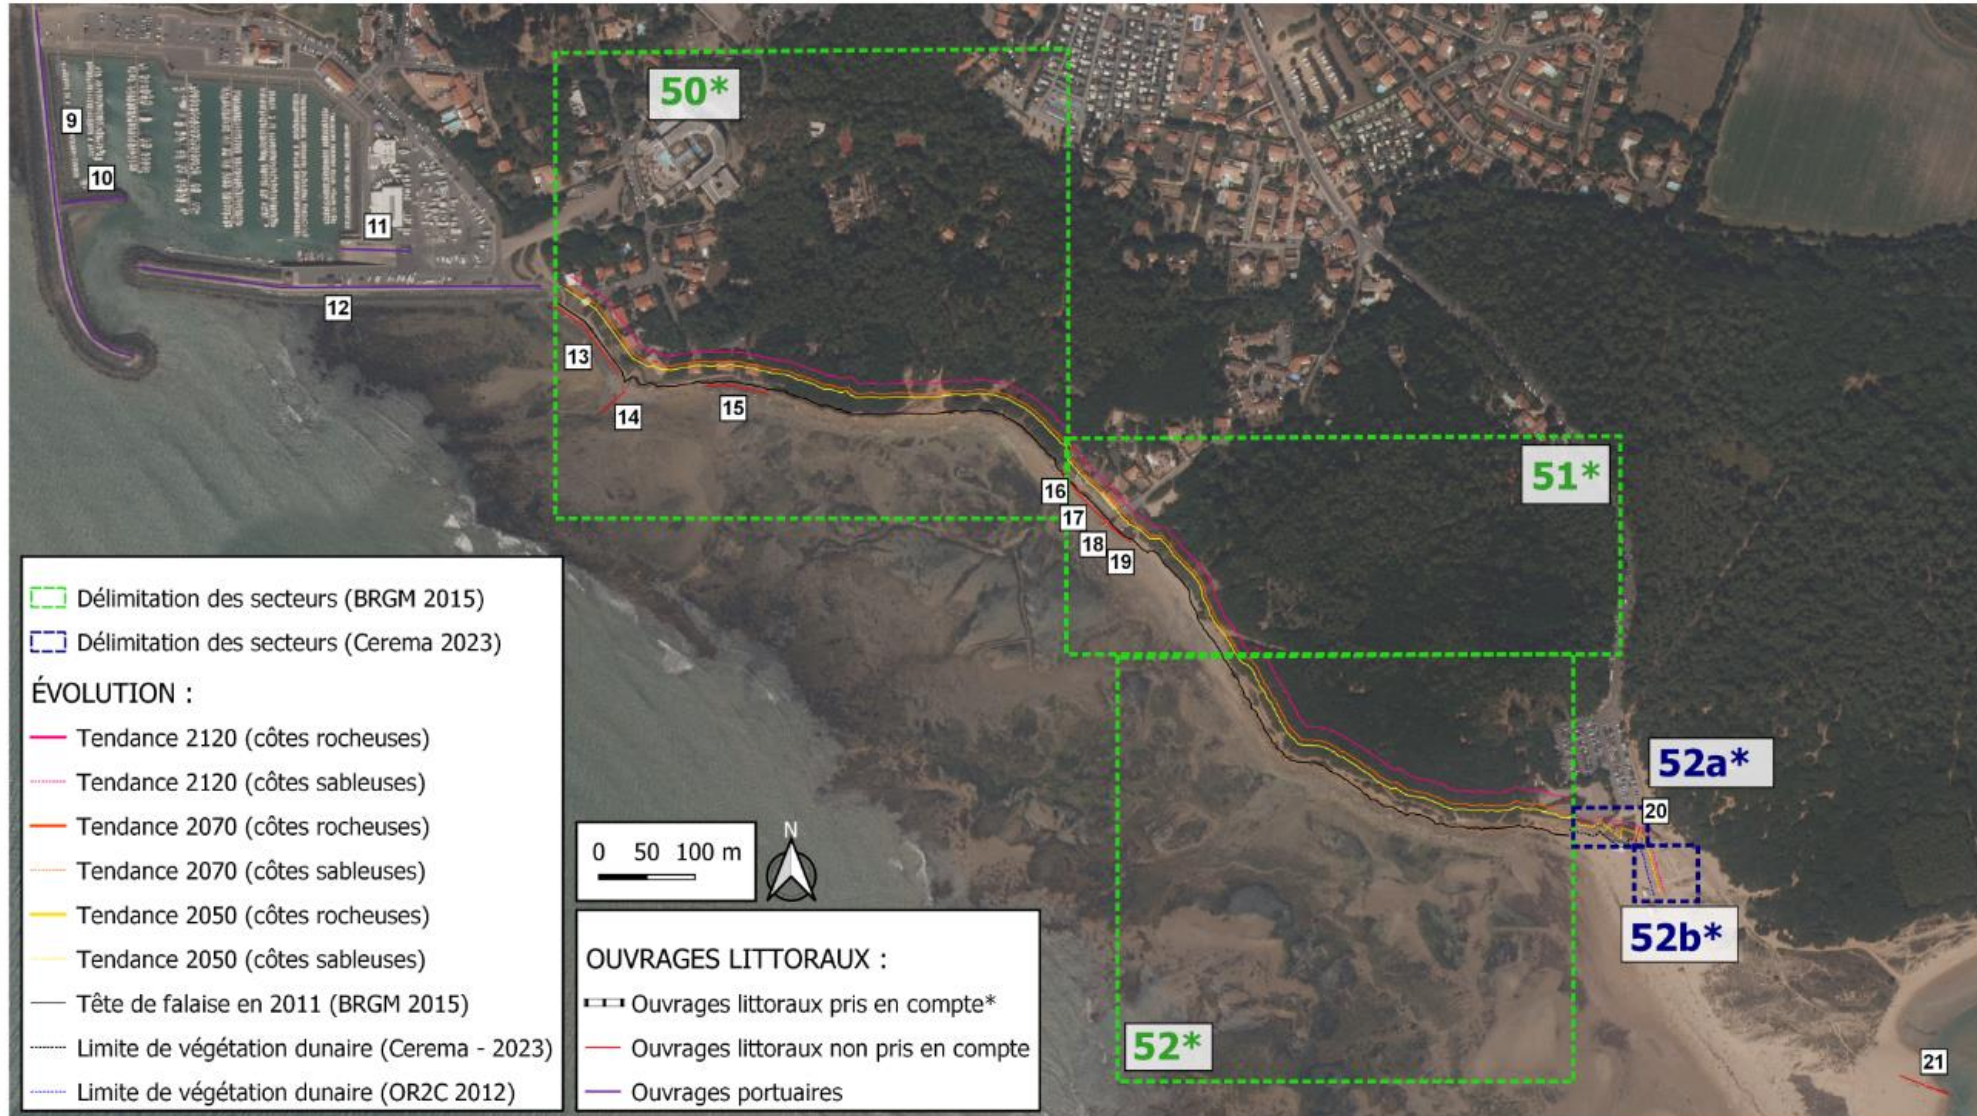 50*
9
10
11
12
13
14
15
16
17
18
19
51*
52a*
20
52b*
52*
21
Délimitation des secteurs (BRGM 2015)
Délimitation des secteurs (Cerema 2023)
ÉVOLUTION :
Tendance 2120 (côtes rocheuses)
Tendance 2120 (côtes sableuses)
Tendance 2070 (côtes rocheuses)
Tendance 2070 (côtes sableuses)
Tendance 2050 (côtes rocheuses)
Tendance 2050 (côtes sableuses)
Tête de falaise en 2011 (BRGM 2015)
Limite de végétation dunaire (Cerema - 2023)
Limite de végétation dunaire (OR2C 2012)
0 50 100 m
N
OUVRAGES LITTORAUX :
Ouvrages littoraux pris en compte*
Ouvrages littoraux non pris en compte
Ouvrages portuaires